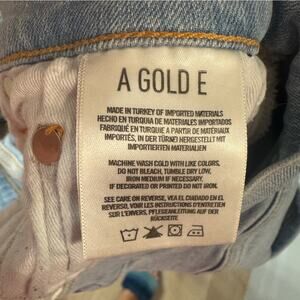 A GOLD E
MADE IN TURKEY OF IMPORTED MATERIALS
HECHO EN TURQUIA DE MATERIALES IMPORTADOS
FABRIQUÉ EN TURQUIE A PARTIR DE MATÉRIAUX
IMPORTÉS, IN DER TÜRKEI HERGESTELLT MIT
IMPORTIERTEN MATERIALIEN
MACHINE WASH COLD WITH LIKE COLORS,
DO NOT BLEACH, TUMBLE DRY LOW,
IRON MEDIUM IF NECESSARY,
IF DECORATED OR PRINTED DO NOT IRON.
SEE CARE ON REVERSE, VEA EL CUIDADO EN EL
REVERSO, VOIR LES INSTRUCTIONS D'ENTRETIEN
SUR L'ENVERS, PFLEGEANLEITUNG AUF DER
RÜCKSEITE